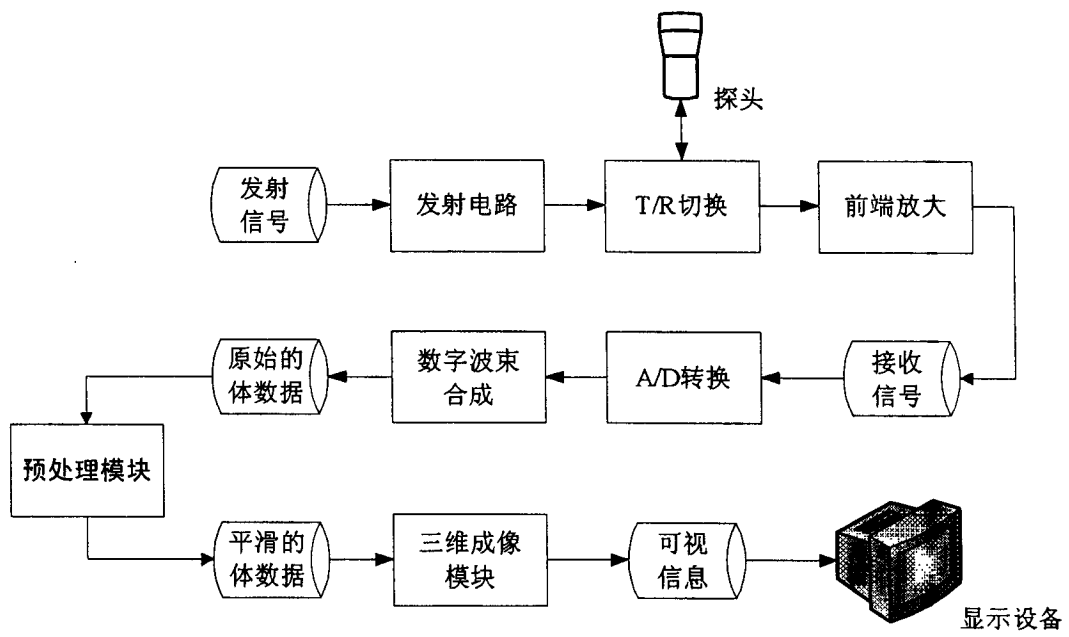 探头
发射
信号
发射电路
T/R切换
前端放大
接收
信号
A/D转换
数字波束
合成
原始的
体数据
预处理模块
平滑的
体数据
三维成像
模块
可视
信息
显示设备